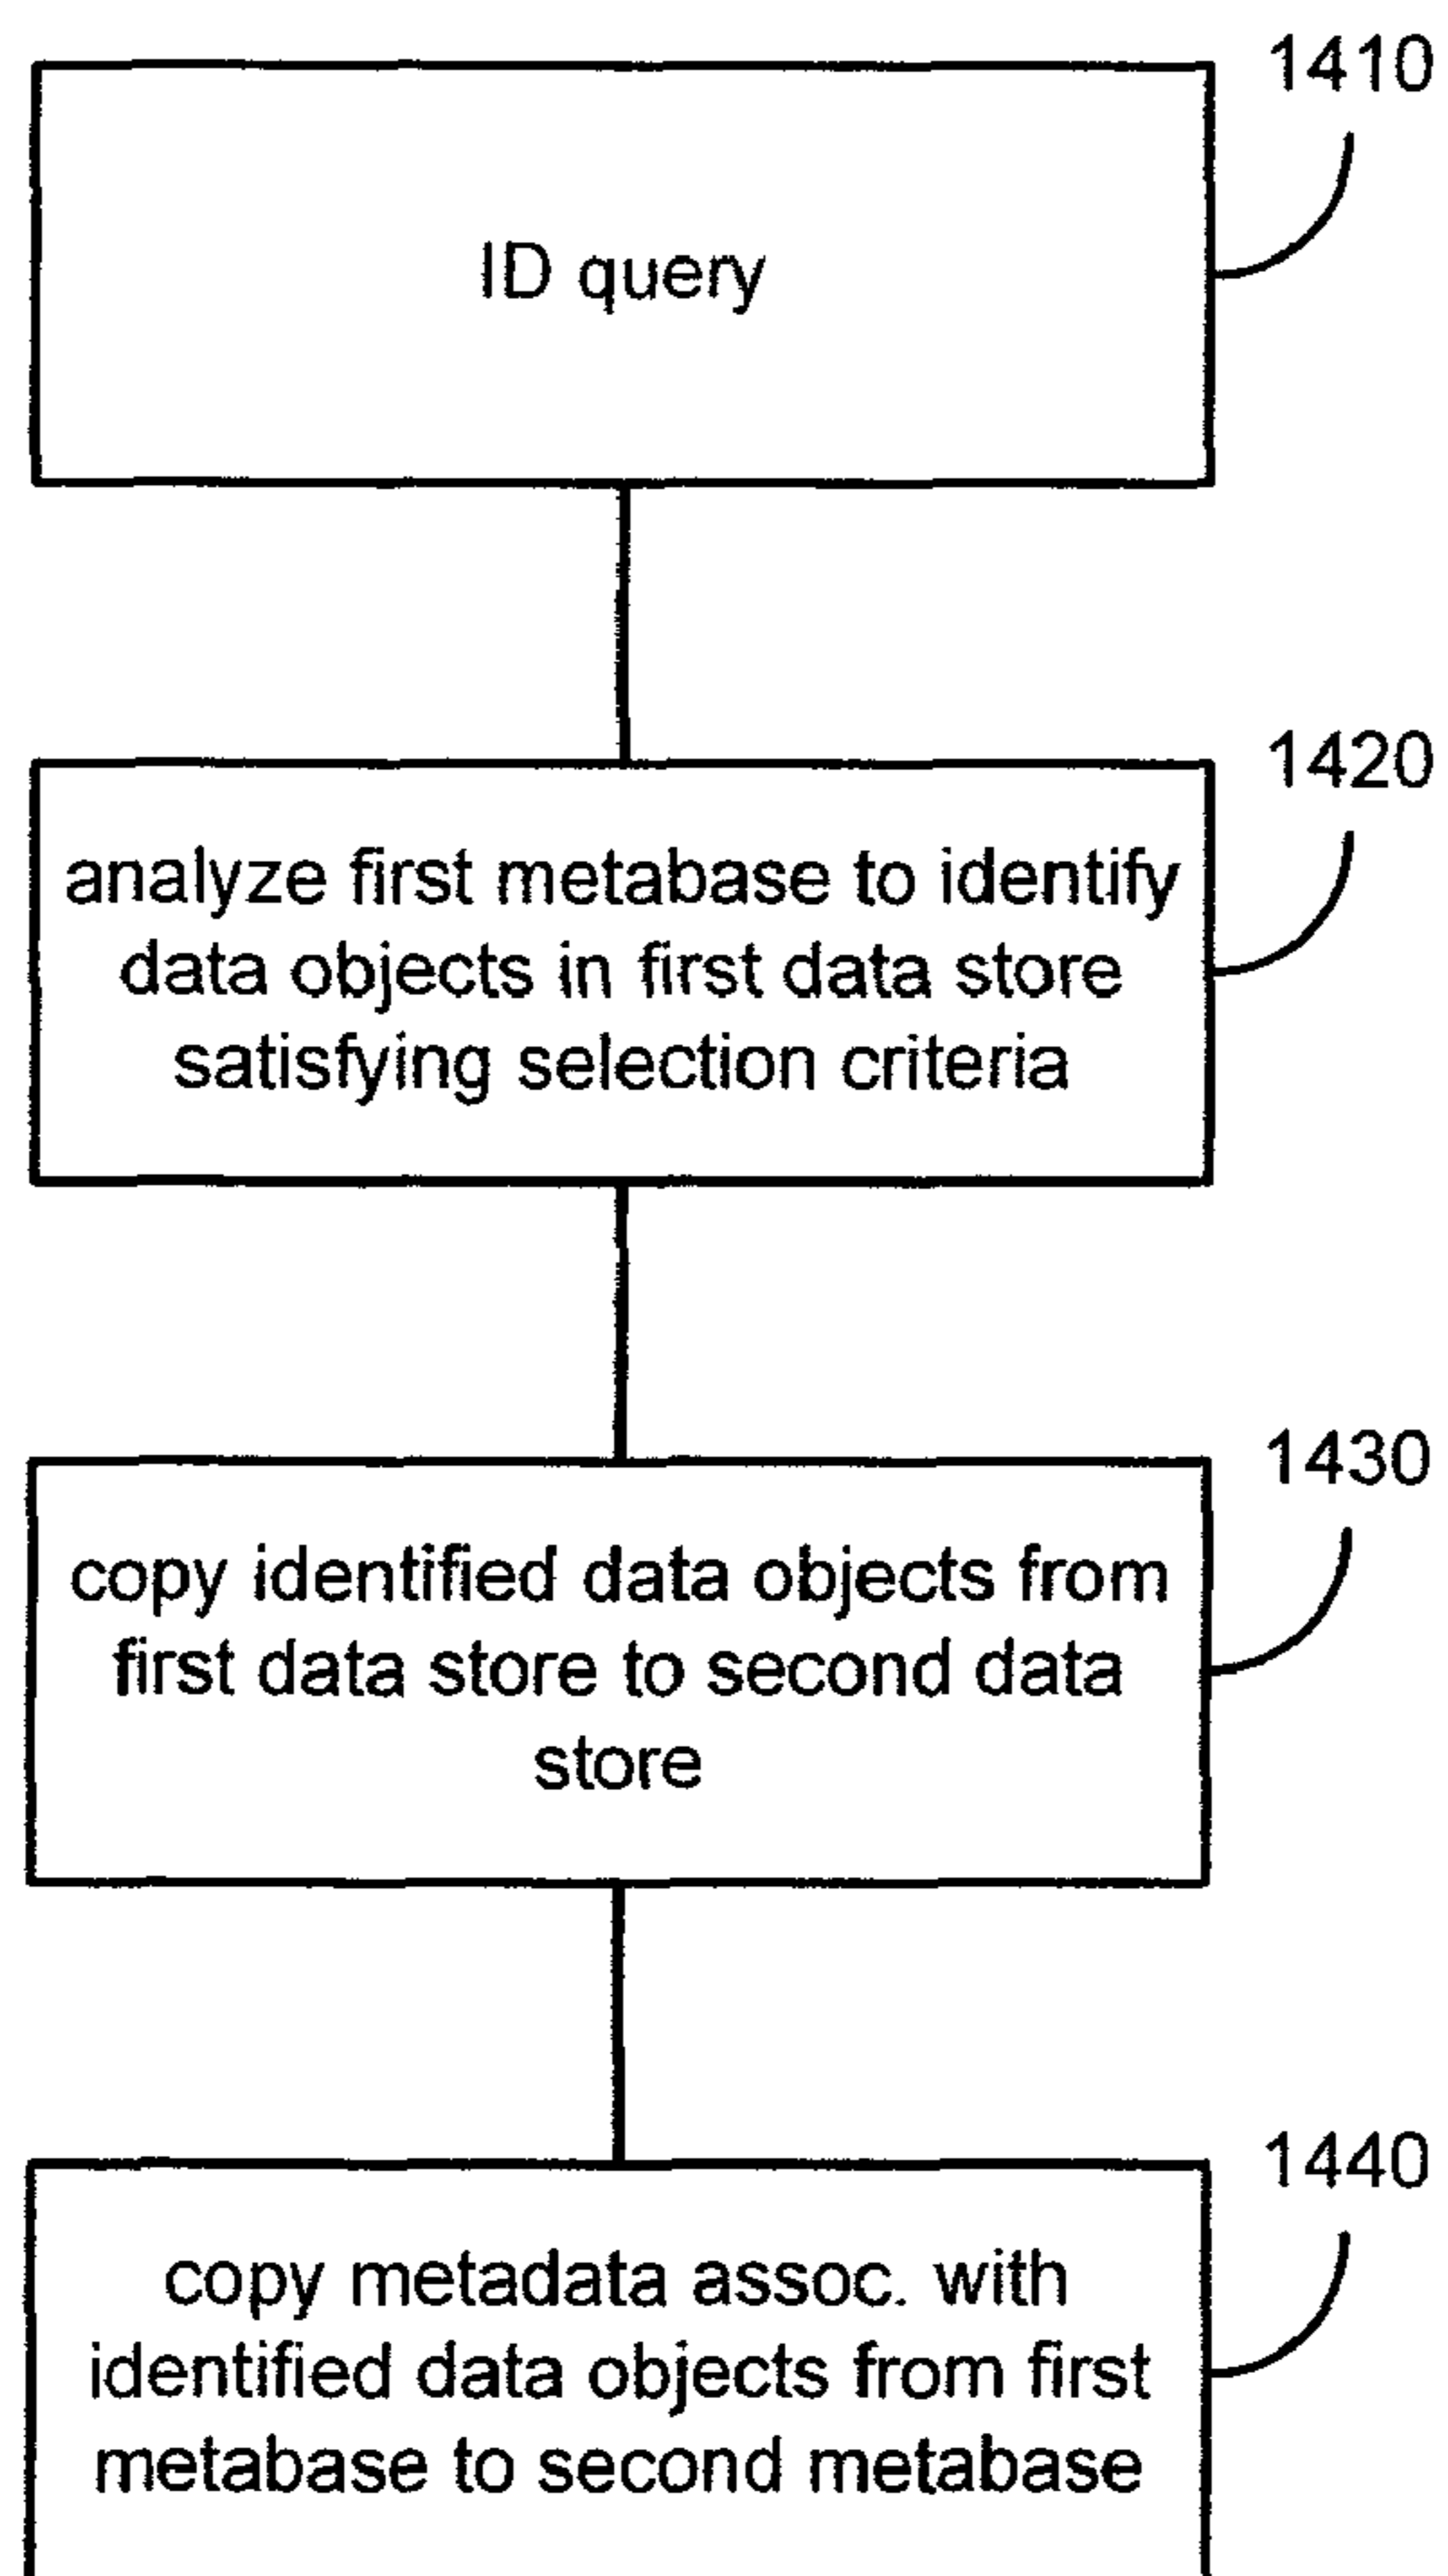 1410
ID query
1420
analyze first metabase to identify
data objects in first data store
satisfying selection criteria
1430
copy identified data objects from
first data store to second data
store
1440
copy metadata assoc. with
identified data objects from first
metabase to second metabase